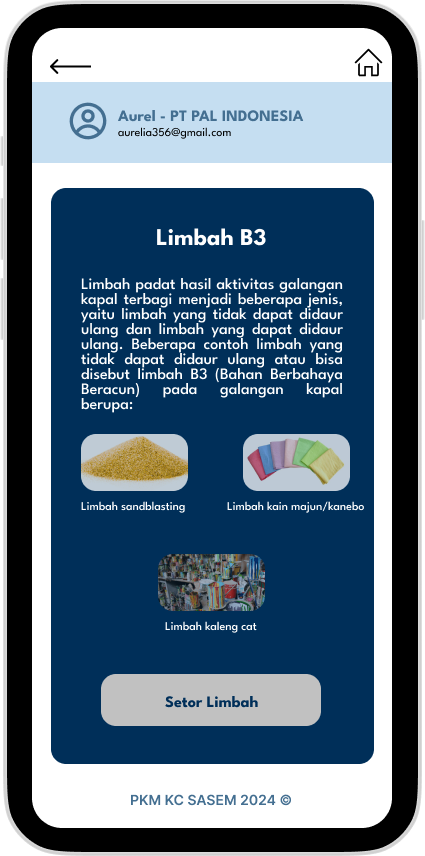 Aurel - PT PAL INDONESIA
aurelia356@gmail.com
Limbah B3
Limbah padat hasil aktivitas galangan
kapal terbagi menjadi beberapa jenis,
yaitu limbah yang tidak dapat didaur
ulang dan limbah yang dapat didaur
ulang. Beberapa contoh limbah yang
tidak dapat didaur ulang atau bisa
disebut limbah B3 (Bahan Berbahaya
Beracun) pada galangan kapal
berupa:
Limbah sandblasting
Limbah kain majun/kanebo
Limbah kaleng cat
Setor Limbah
PKM KC SASEM 2024 ©